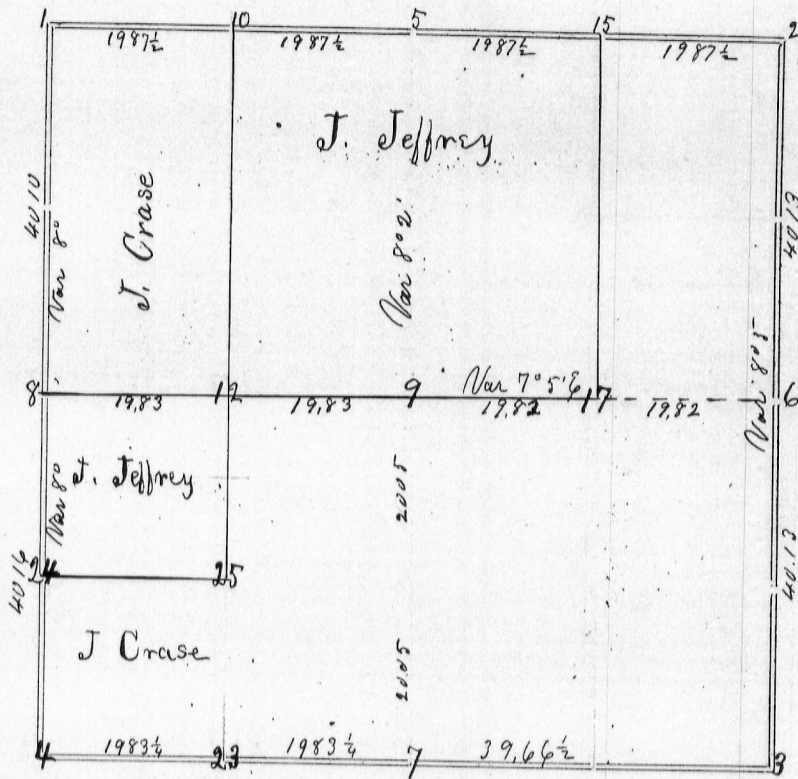 1 10 5 15 2
1987½ 1987½ 1987½ 1987½
J. Jeffrey
J. Crase
4010
4013
Var 8°
Var 8°2'
Var 8°5
8 12 9 Var 7°5'E 17 6
19,83 19,83 19,82 19,82
J. Jeffrey
Var 8°
2005
24 25
4016
40.13
J Crase
2005
4 23 7 3
1983¼ 1983¼ 39,66½